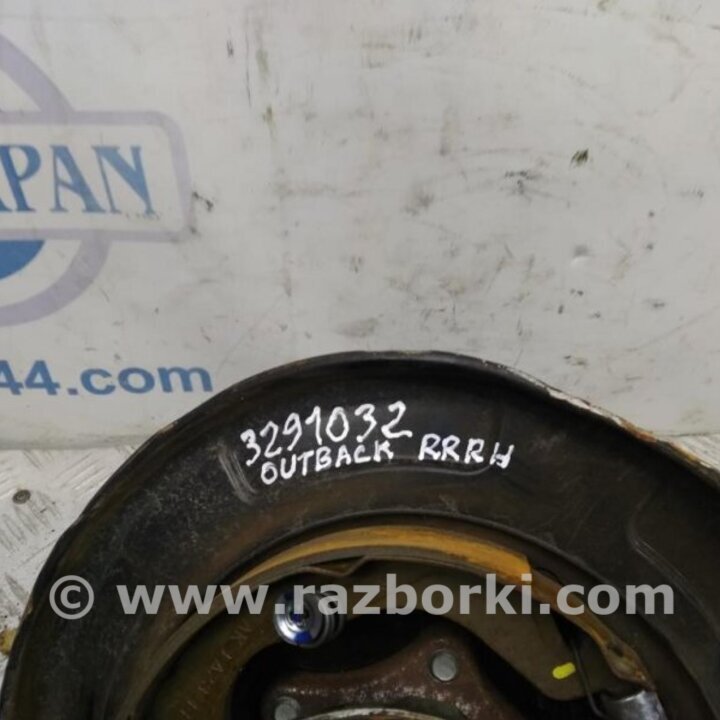 APAN
44.com
3291032
OUTBACK RRRH
© www.razborki.com